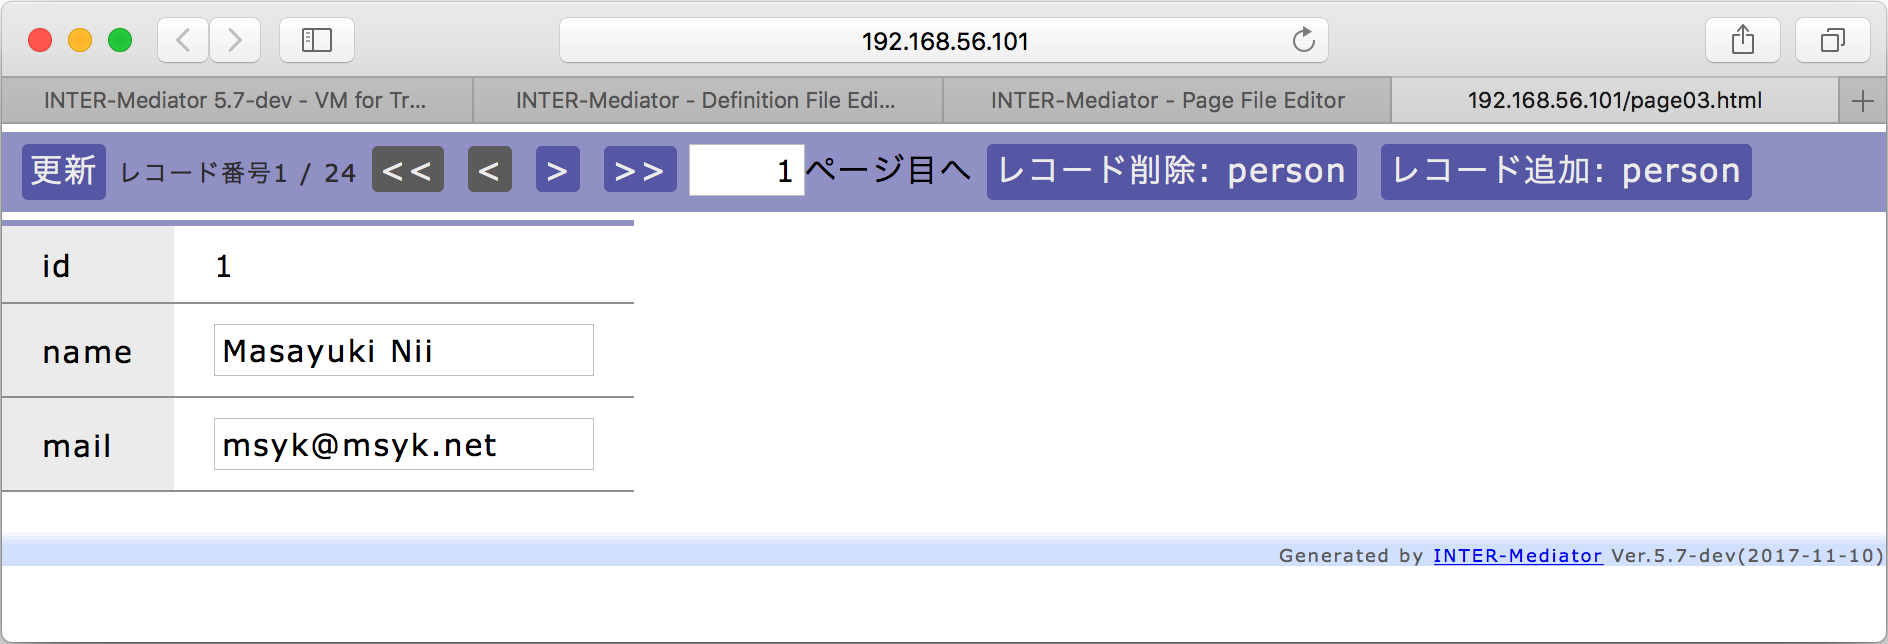 192.168.56.101
INTER-Mediator 5.7-dev - VM for Tr... INTER-Mediator - Definition File Edi... INTER-Mediator - Page File Editor 192.168.56.101/page03.html
更新 レコード番号1 / 24 << < > >> 1 ページ目へ レコード削除: person レコード追加: person
id 1
name Masayuki Nii
mail msyk@msyk.net
Generated by INTER-Mediator Ver.5.7-dev(2017-11-10)